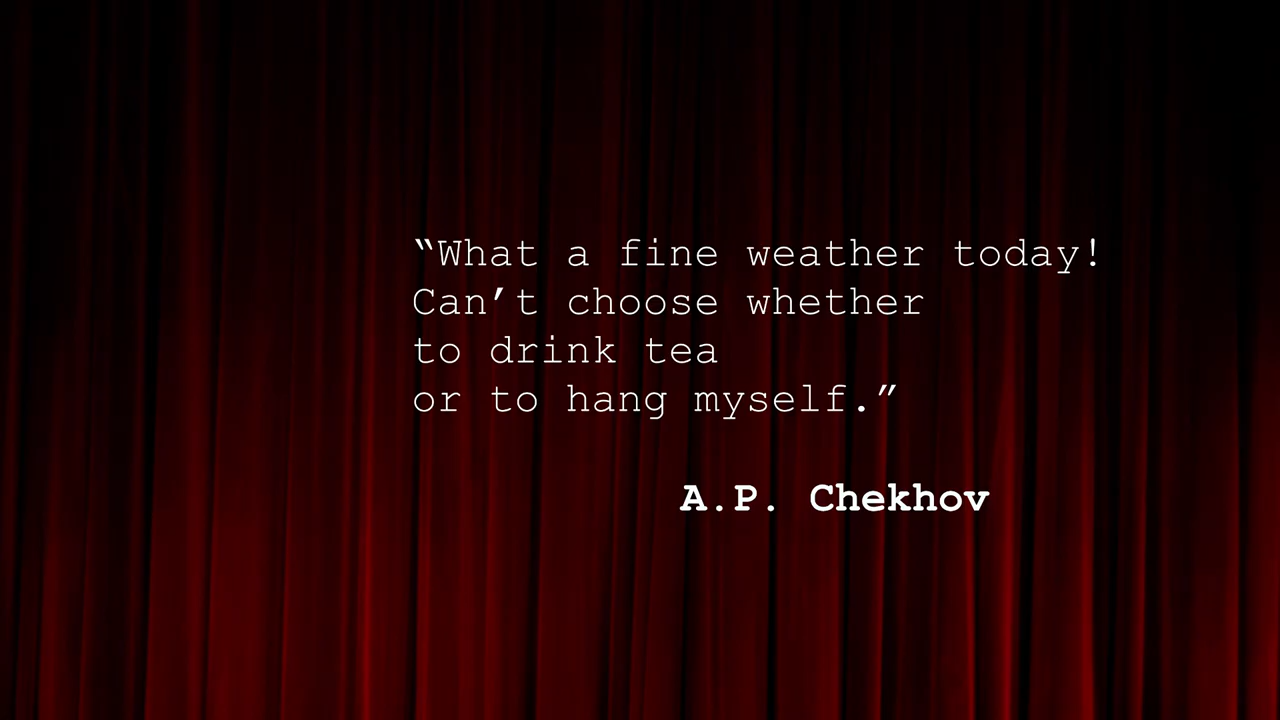 “What a fine weather today!
Can’t choose whether
to drink tea
or to hang myself.”
A.P. Chekhov